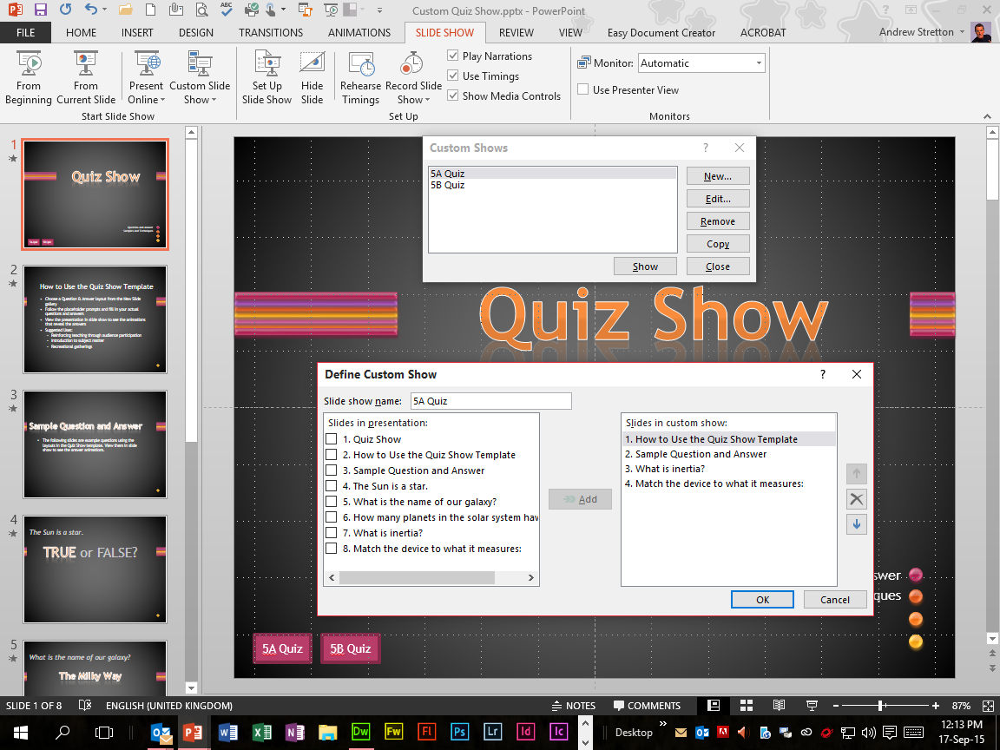 Custom Quiz Show.pptx - PowerPoint
FILE HOME INSERT DESIGN TRANSITIONS ANIMATIONS SLIDE SHOW REVIEW VIEW Easy Document Creator ACROBAT Andrew Stretton
From Beginning
From Current Slide
Present Online
Custom Slide Show
Set Up Slide Show
Hide Slide
Rehearse Timings
Record Slide Show
Play Narrations
Use Timings
Show Media Controls
Monitor: Automatic
Use Presenter View
Start Slide Show Set Up Monitors
1
Quiz Show
2
How to Use the Quiz Show Template
Choose a Question & Answer layout from the New Slide
gallery
Follow the placeholder prompts and fill in your actual
questions and answers
View the presentation in slide show to see the animations
that reveal the answers
Suggested Uses:
Reinforcing teaching through audience participation
Introduction to subject matter
Recreational gatherings
3
Sample Question and Answer
The following slides are example questions using the
layouts in the Quiz Show template. View them in slide
show to see the answer animations.
4
The Sun is a star.
TRUE or FALSE?
5
What is the name of our galaxy?
The Milky Way
Custom Shows ?
5A Quiz
5B Quiz
New...
Edit...
Remove
Copy
Show Close
Quiz Show
Define Custom Show ?
Slide show name: 5A Quiz
Slides in presentation:
1. Quiz Show
2. How to Use the Quiz Show Template
3. Sample Question and Answer
4. The Sun is a star.
5. What is the name of our galaxy?
6. How many planets in the solar system hav
7. What is inertia?
8. Match the device to what it measures:
Add
Slides in custom show:
1. How to Use the Quiz Show Template
2. Sample Question and Answer
3. What is inertia?
4. Match the device to what it measures:
OK Cancel
swer
ques
5A Quiz 5B Quiz
SLIDE 1 OF 8 ENGLISH (UNITED KINGDOM) NOTES COMMENTS 87%
Dw Fw Fl Ps Lr Id Ic Desktop 12:13 PM
17-Sep-15